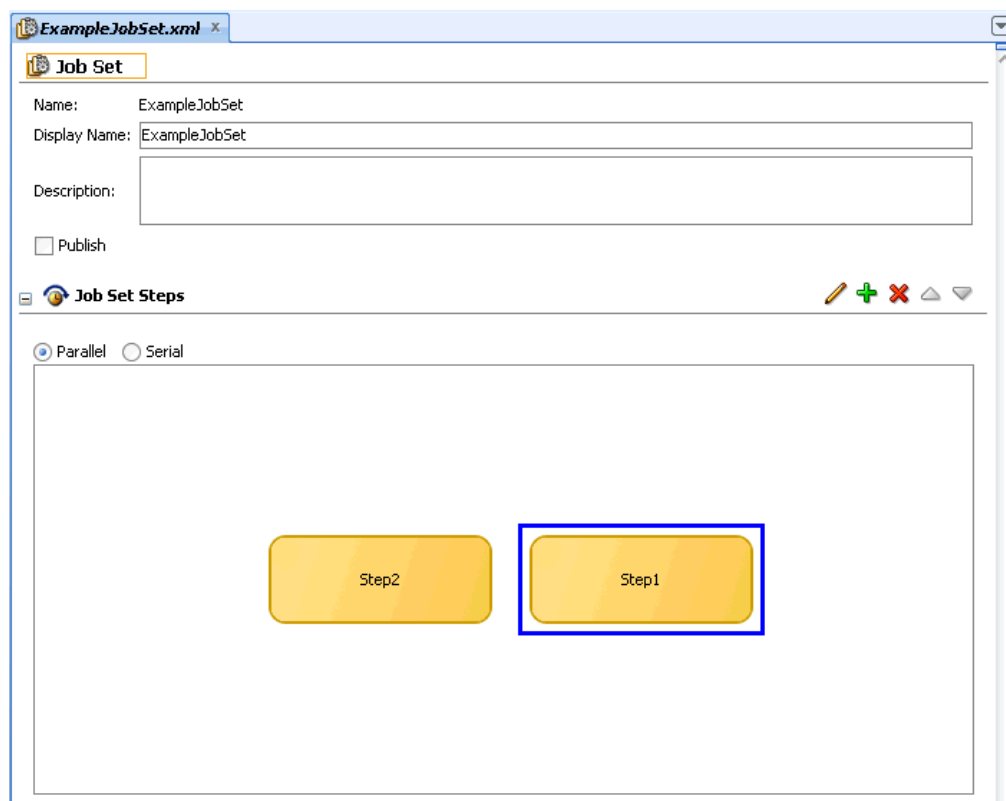 ExampleJobSet.xml x
Job Set
Name: ExampleJobSet
Display Name: ExampleJobSet
Description:
Publish
Job Set Steps
Parallel Serial
Step2 Step1